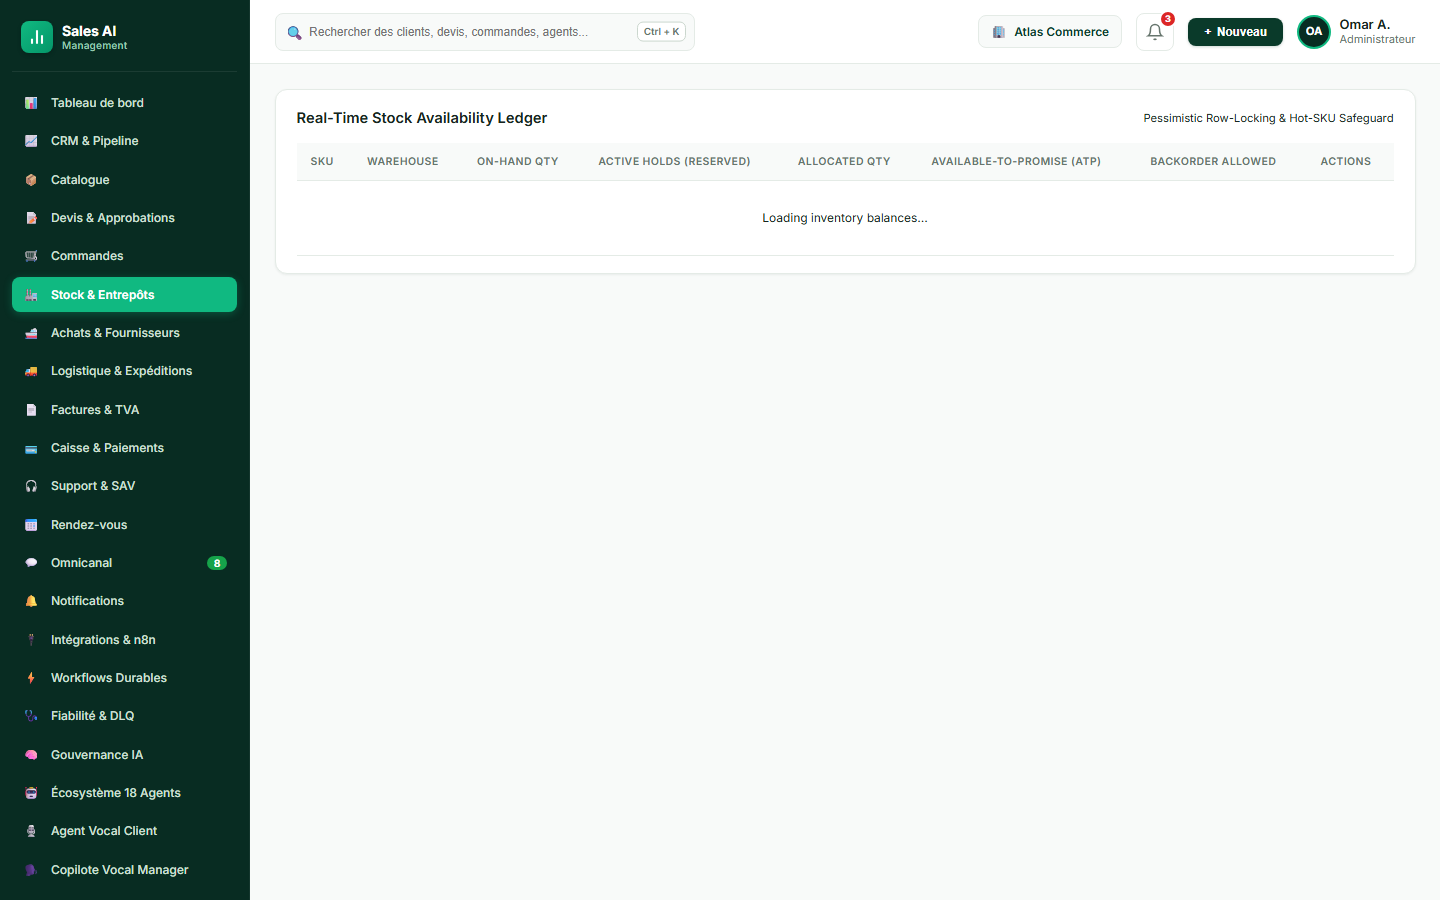 Sales AI
Management
Tableau de bord
CRM & Pipeline
Catalogue
Devis & Approbations
Commandes
Stock & Entrepôts
Achats & Fournisseurs
Logistique & Expéditions
Factures & TVA
Caisse & Paiements
Support & SAV
Rendez-vous
Omnicanal 8
Notifications
Intégrations & n8n
Workflows Durables
Fiabilité & DLQ
Gouvernance IA
Écosystème 18 Agents
Agent Vocal Client
Copilote Vocal Manager
Rechercher des clients, devis, commandes, agents... Ctrl + K
Atlas Commerce
3
+ Nouveau
OA
Omar A.
Administrateur
Real-Time Stock Availability Ledger
Pessimistic Row-Locking & Hot-SKU Safeguard
SKU WAREHOUSE ON-HAND QTY ACTIVE HOLDS (RESERVED) ALLOCATED QTY AVAILABLE-TO-PROMISE (ATP) BACKORDER ALLOWED ACTIONS
Loading inventory balances...